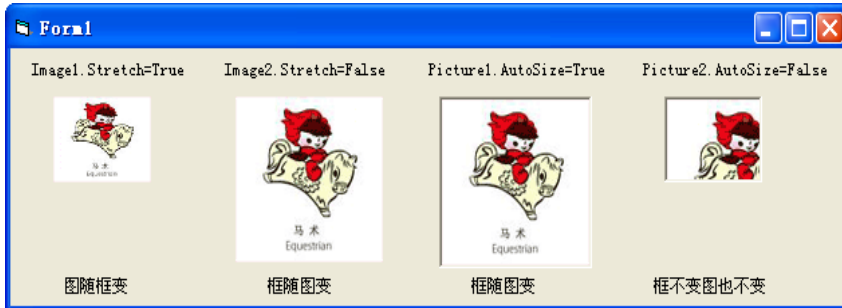 Form1
Image1.Stretch=True
Image2.Stretch=False
Picture1.AutoSize=True
Picture2.AutoSize=False
马 术
Equestrian
马 术
Equestrian
马 术
Equestrian
图随框变
框随图变
框随图变
框不变图也不变